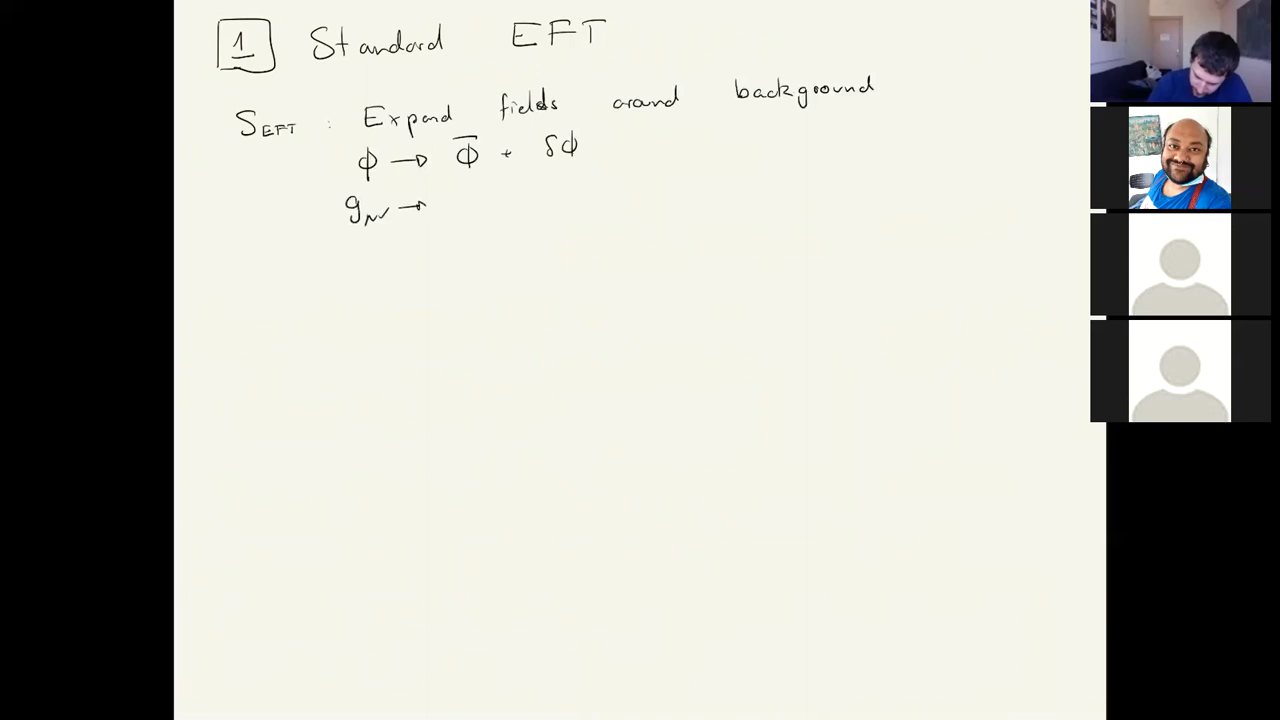 1 Standard EFT
S_EFT : Expand fields around background
ϕ → ϕ̄ + δϕ
g_μν →